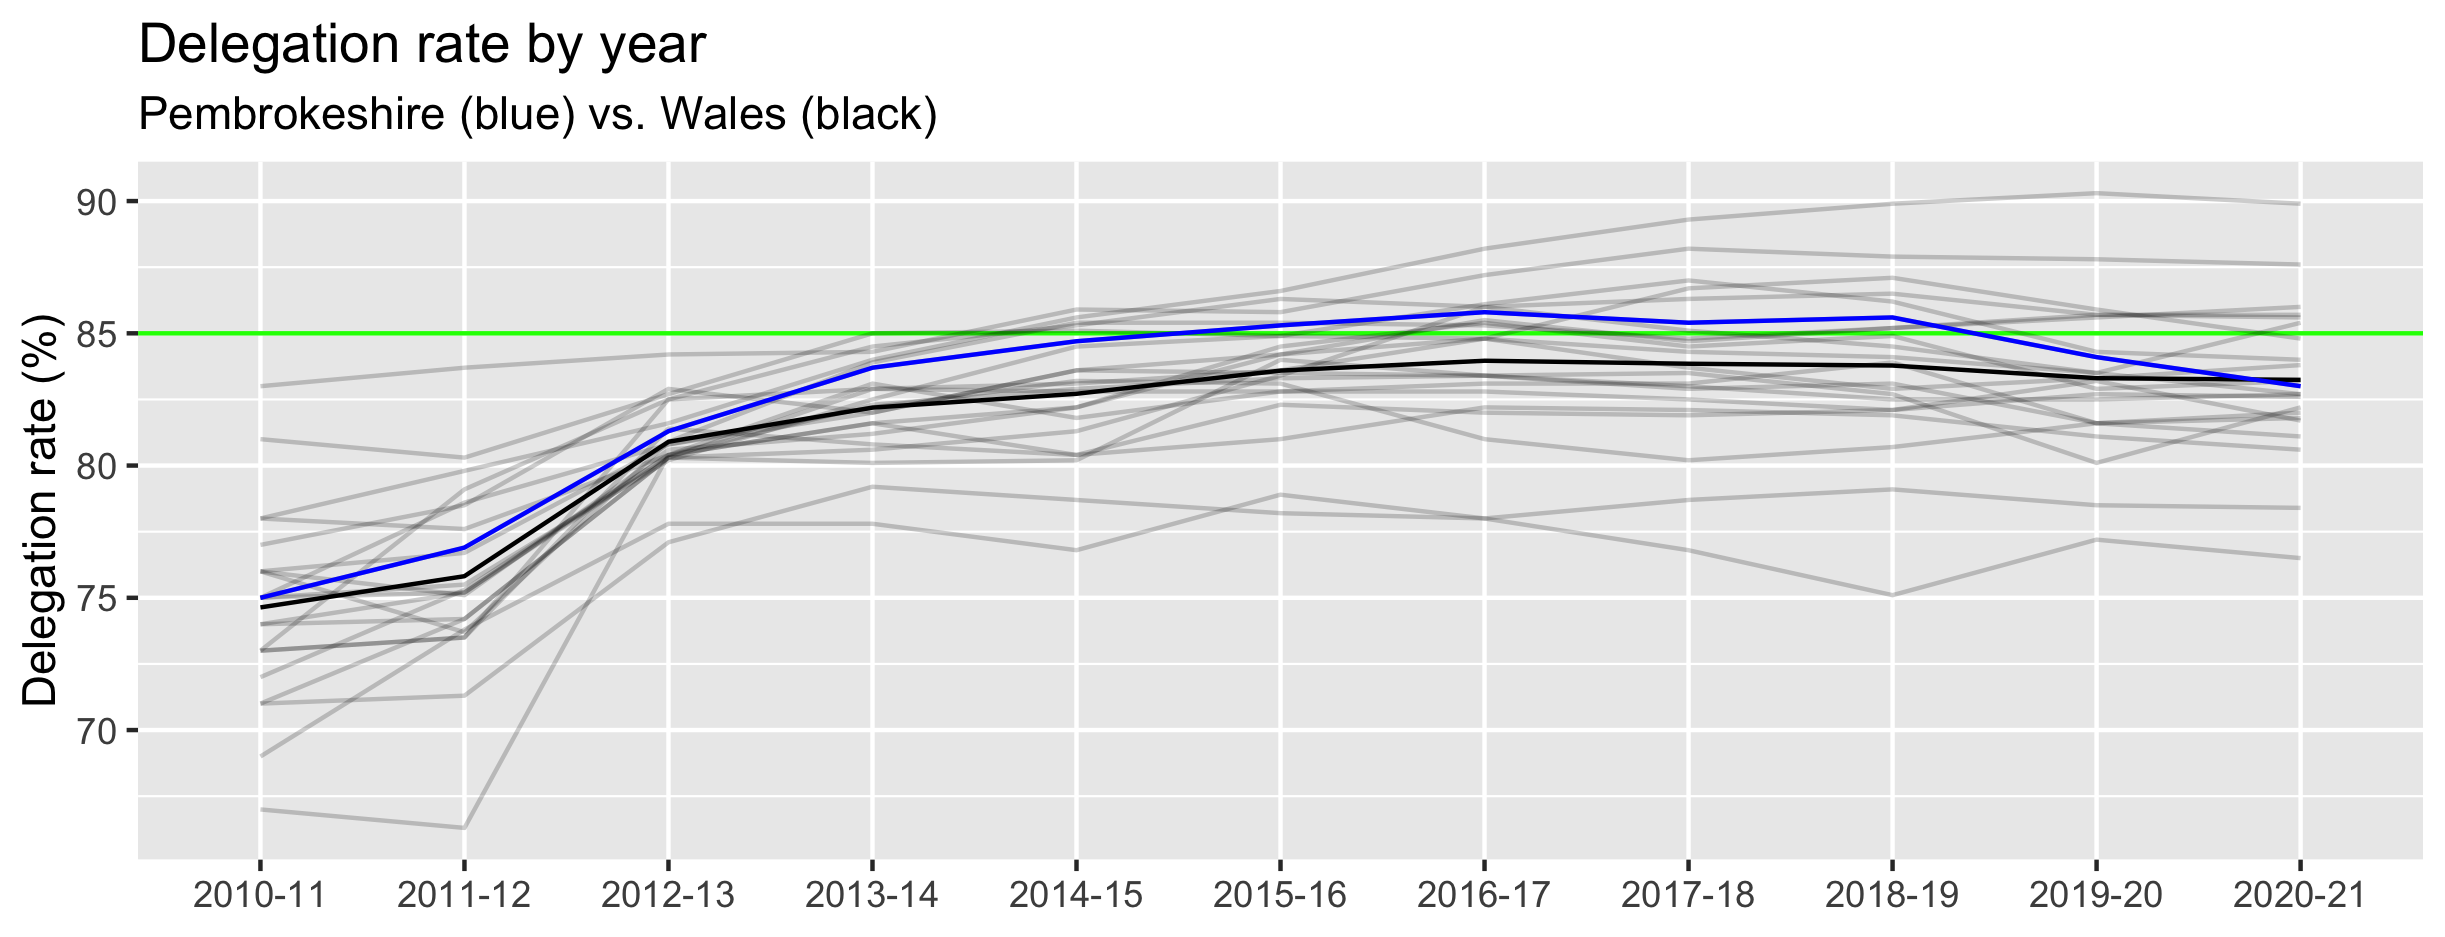 Delegation rate by year
Pembrokeshire (blue) vs. Wales (black)
Delegation rate (%)
90
85
80
75
70
2010-11 2011-12 2012-13 2013-14 2014-15 2015-16 2016-17 2017-18 2018-19 2019-20 2020-21